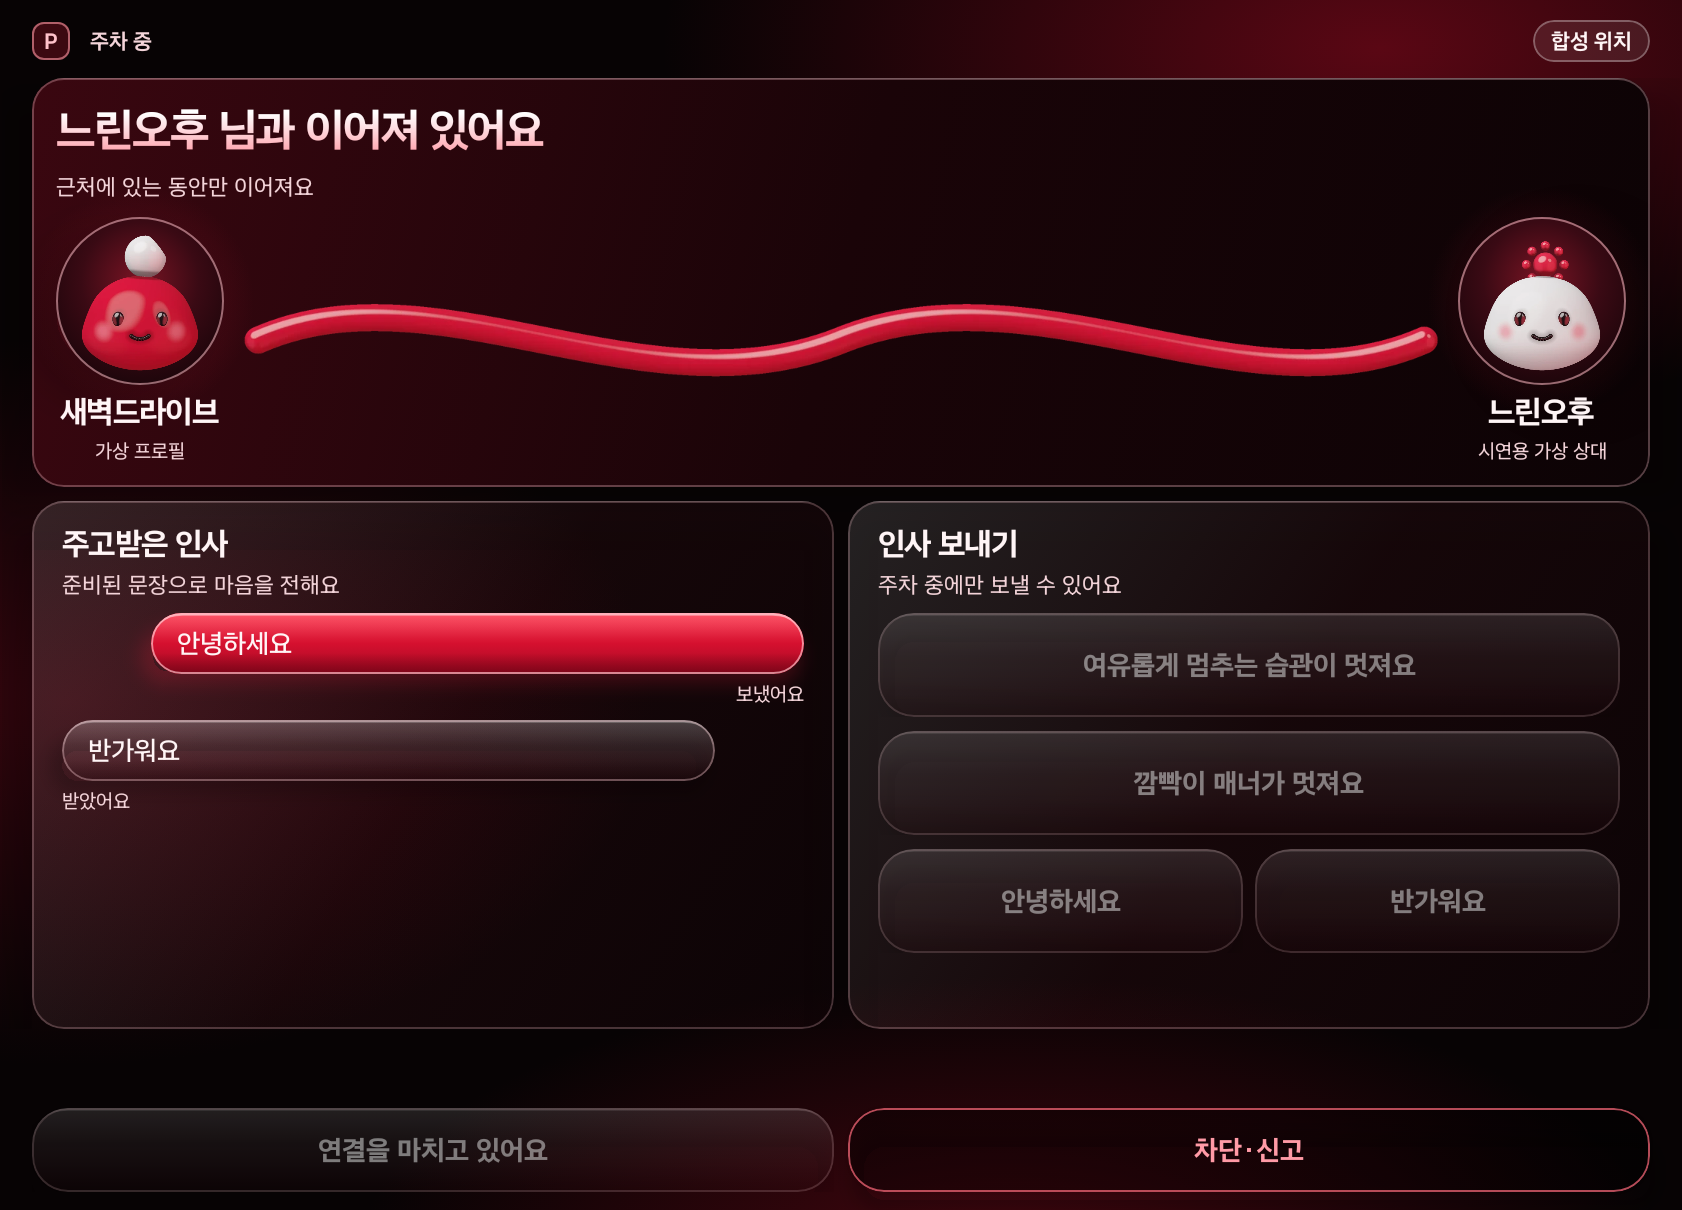 P 주차 중
합성 위치
느린오후 님과 이어져 있어요
근처에 있는 동안만 이어져요
새벽드라이브
가상 프로필
느린오후
시연용 가상 상대
주고받은 인사
준비된 문장으로 마음을 전해요
안녕하세요
보냈어요
반가워요
받았어요
인사 보내기
주차 중에만 보낼 수 있어요
여유롭게 멈추는 습관이 멋져요
깜빡이 매너가 멋져요
안녕하세요
반가워요
연결을 마치고 있어요
차단·신고